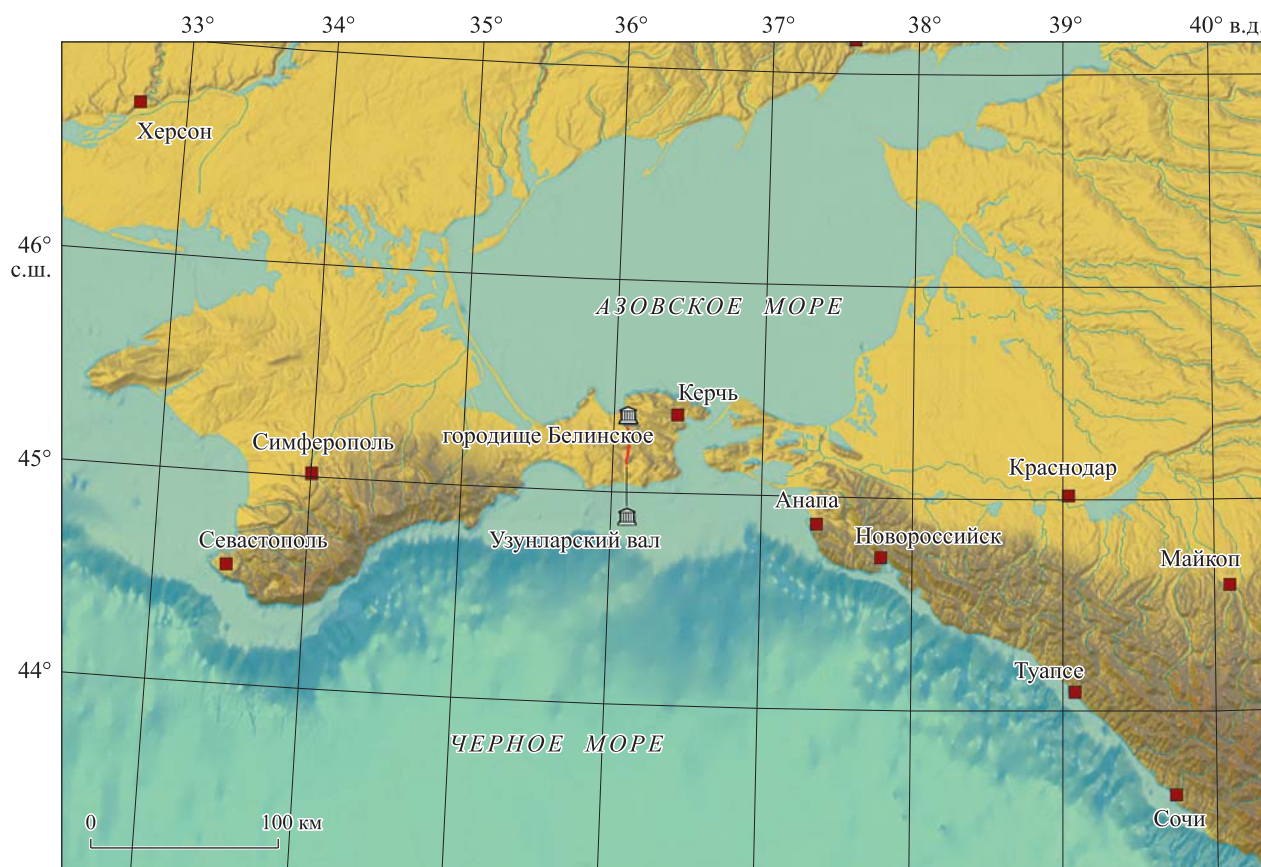 33° 34° 35° 36° 37° 38° 39° 40° в.д.
Херсон
46°
с.ш.
АЗОВСКОЕ МОРЕ
Керчь
городище Белинское
Симферополь
45°
Краснодар
Анапа
Узунларский вал
Севастополь
Новороссийск
Майкоп
44°
Туапсе
ЧЕРНОЕ МОРЕ
0 100 км
Сочи